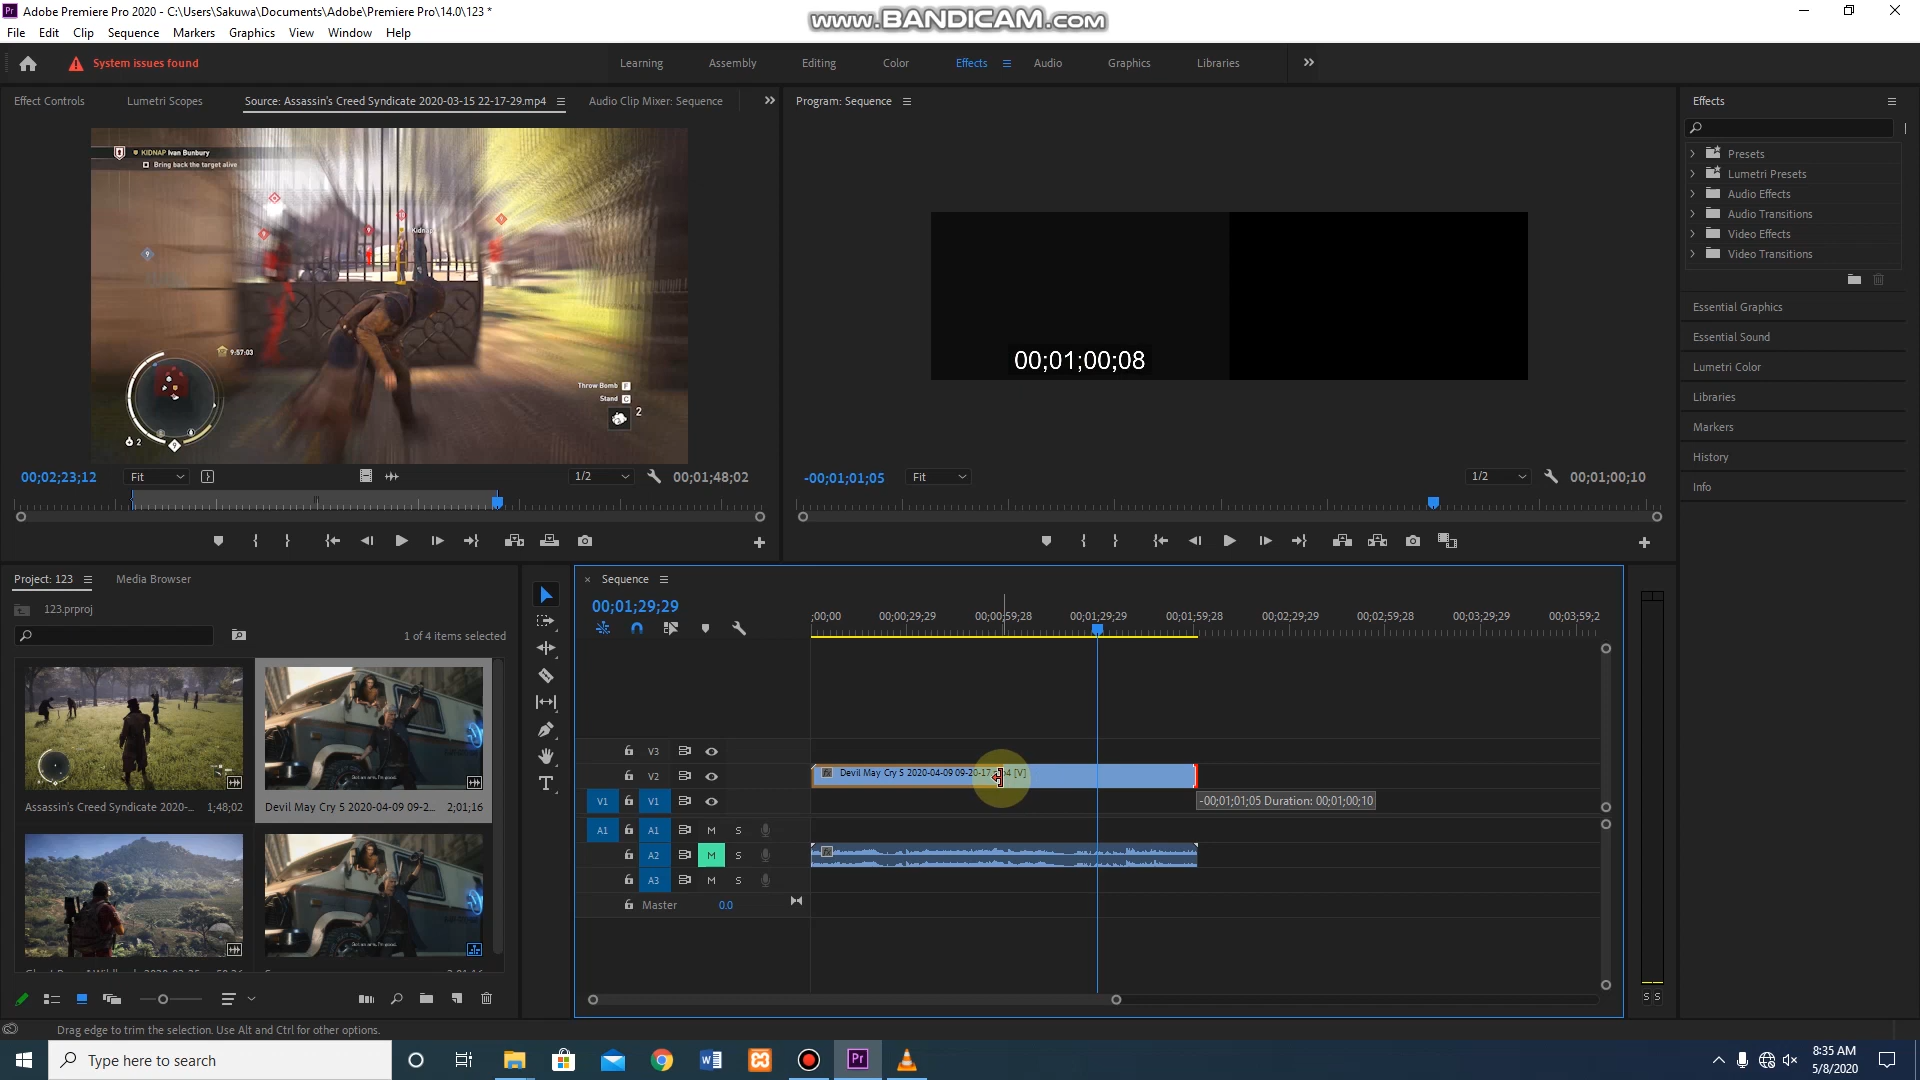 Adobe Premiere Pro 2020 - C:\Users\Sakuwa\Documents\Adobe\Premiere Pro\14.0\123 *
www.BANDICAM.com
File Edit Clip Sequence Markers Graphics View Window Help
System issues found
Learning Assembly Editing Color Effects Audio Graphics Libraries
Effect Controls Lumetri Scopes Source: Assassin's Creed Syndicate 2020-03-15 22-17-29.mp4 Audio Clip Mixer: Sequence
Program: Sequence
Effects
KIDNAP Ivan Bunbury
Bring back the target alive
Kidnap
9:57:03
Throw Bomb F
Stand C
2
2
00;01;00;08
Presets
Lumetri Presets
Audio Effects
Audio Transitions
Video Effects
Video Transitions
Essential Graphics
Essential Sound
Lumetri Color
Libraries
Markers
History
Info
00;02;23;12 Fit 1/2 00;01;48;02
-00;01;01;05 Fit 1/2 00;01;00;10
Project: 123 Media Browser
123.prproj
1 of 4 items selected
Assassin's Creed Syndicate 2020-... 1;48;02
Devil May Cry 5 2020-04-09 09-2... 2;01;16
Sequence
00;01;29;29
;00;00 00;00;29;29 00;00;59;28 00;01;29;29 00;01;59;28 00;02;29;29 00;02;59;28 00;03;29;29 00;03;59;2
V3
V2
Devil May Cry 5 2020-04-09 09-20-17.mp4 [V]
V1 V1
-00;01;01;05 Duration: 00;01;00;10
A1 A1 M S
A2 M S
A3 M S
Master 0.0
S S
Drag edge to trim the selection. Use Alt and Ctrl for other options.
Type here to search
Pr
8:35 AM
5/8/2020